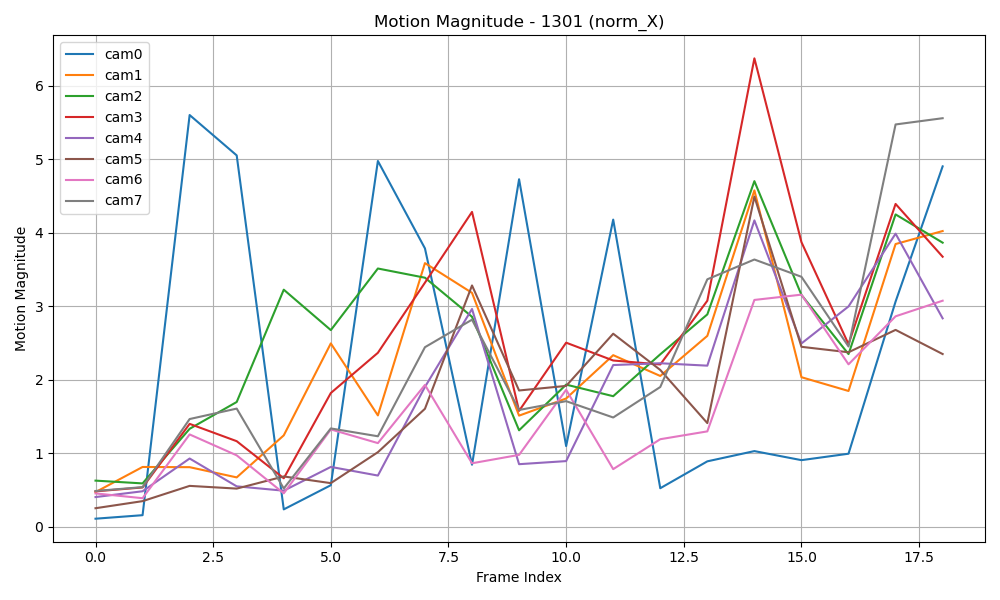 Motion Magnitude - 1301 (norm_X)
cam0
cam1
cam2
cam3
cam4
cam5
cam6
cam7
Motion Magnitude
6
5
4
3
2
1
0
0.0 2.5 5.0 7.5 10.0 12.5 15.0 17.5
Frame Index